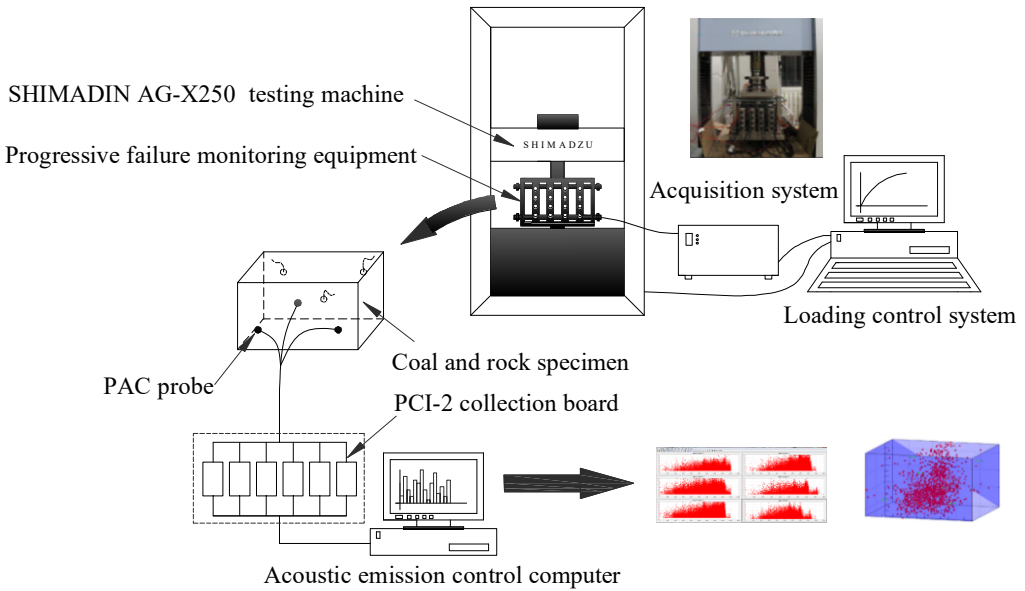 SHIMADIN AG-X250 testing machine
SHIMADZU
Progressive failure monitoring equipment
Acquisition system
Loading control system
Coal and rock specimen
PAC probe
PCI-2 collection board
Acoustic emission control computer